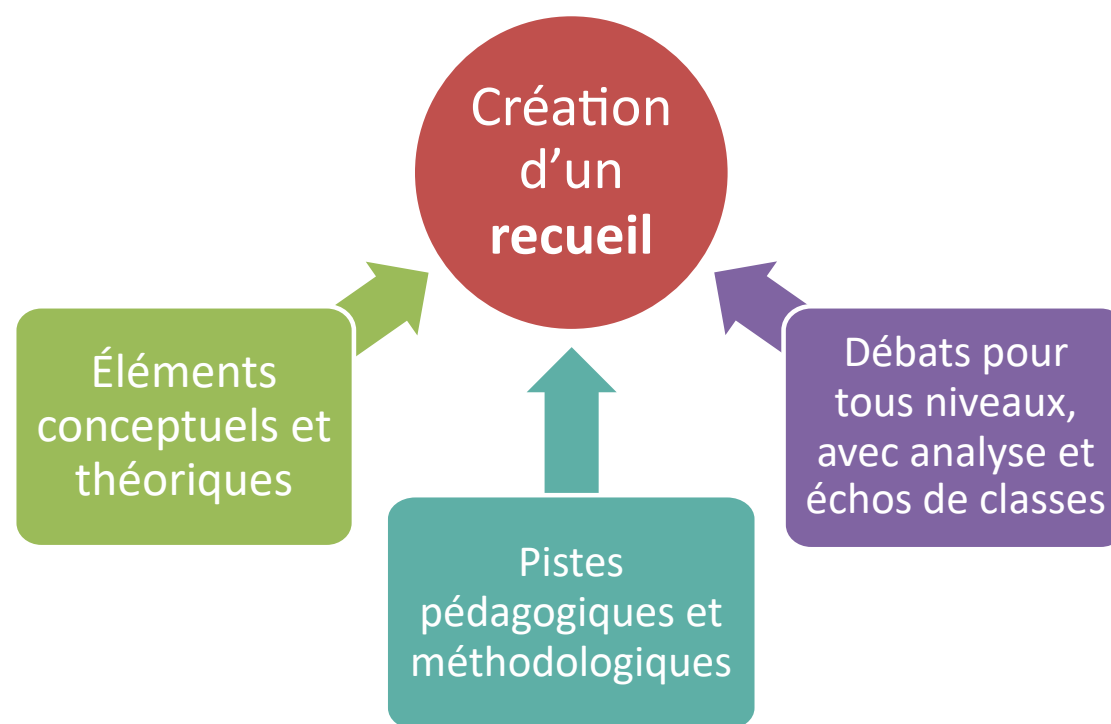 Création
d’un
recueil
Éléments
conceptuels et
théoriques
Pistes
pédagogiques et
méthodologiques
Débats pour
tous niveaux,
avec analyse et
échos de classes